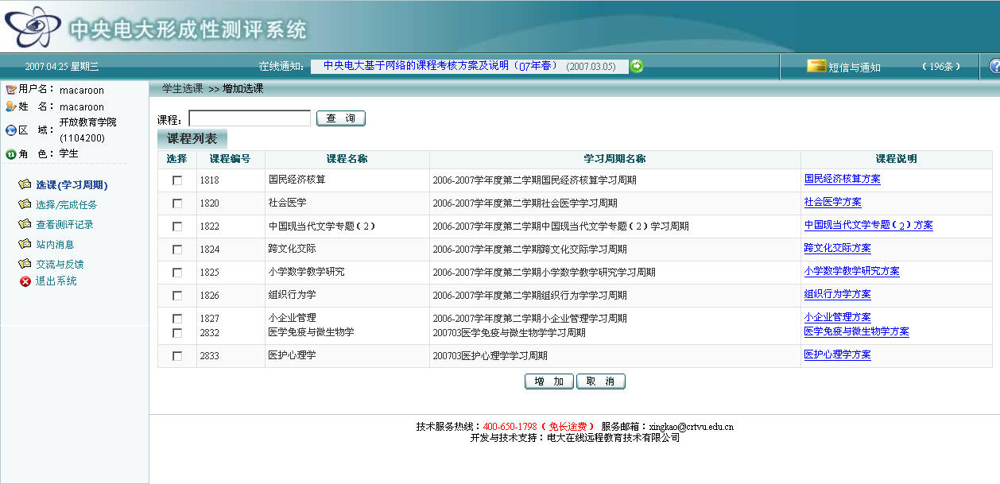 中央电大形成性测评系统
2007.04.25 星期三 在线通知： 中央电大基于网络的课程考核方案及说明（07年春） (2007.03.05) 短信与通知 （196条）
用户名： macaroon
姓 名： macaroon
区 域： 开放教育学院 (1104200)
角 色： 学生
选课(学习周期)
选择/完成任务
查看测评记录
站内消息
交流与反馈
退出系统
学生选课 >> 增加选课
课程： 查 询
课程列表
选择 课程编号 课程名称 学习周期名称 课程说明
1818 国民经济核算 2006-2007学年度第二学期国民经济核算学习周期 国民经济核算方案
1820 社会医学 2006-2007学年度第二学期社会医学学习周期 社会医学方案
1822 中国现当代文学专题（2） 2006-2007学年度第二学期中国现当代文学专题（2）学习周期 中国现当代文学专题（2）方案
1824 跨文化交际 2006-2007学年度第二学期跨文化交际学习周期 跨文化交际方案
1825 小学数学教学研究 2006-2007学年度第二学期小学数学教学研究学习周期 小学数学教学研究方案
1826 组织行为学 2006-2007学年度第二学期组织行为学学习周期 组织行为学方案
1827 小企业管理 2006-2007学年度第二学期小企业管理学习周期 小企业管理方案
2832 医学免疫与微生物学 200703医学免疫与微生物学学习周期 医学免疫与微生物学方案
2833 医护心理学 200703医护心理学学习周期 医护心理学方案
增 加 取 消
技术服务热线：400-650-1798（免长途费） 服务邮箱：xingkao@crtvu.edu.cn
开发与技术支持：电大在线远程教育技术有限公司